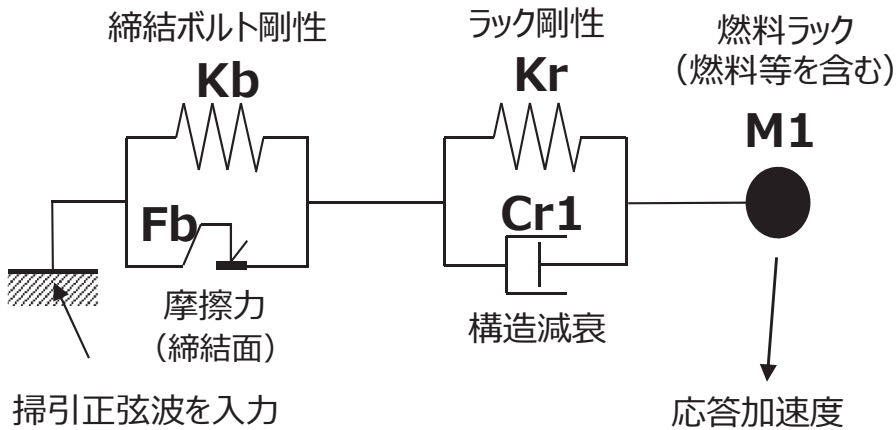 締結ボルト剛性
Kb
ラック剛性
Kr
燃料ラック
（燃料等を含む）
M1
Fb
Cr1
摩擦力
（締結面）
構造減衰
掃引正弦波を入力
応答加速度